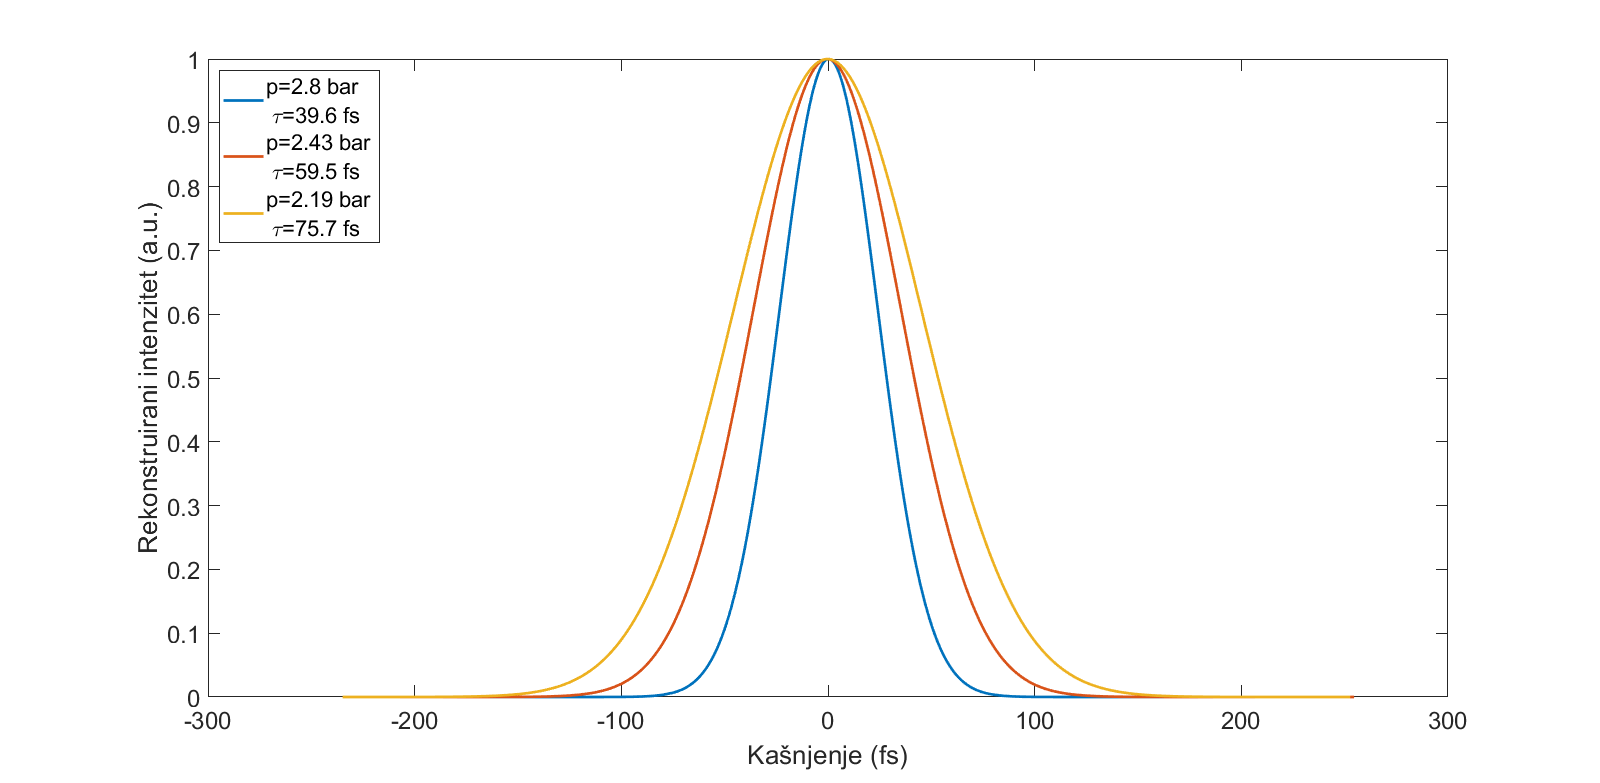 1
0.9
0.8
0.7
0.6
0.5
0.4
0.3
0.2
0.1
0
Rekonstruirani intenzitet (a.u.)
p=2.8 bar
τ=39.6 fs
p=2.43 bar
τ=59.5 fs
p=2.19 bar
τ=75.7 fs
-300 -200 -100 0 100 200 300
Kašnjenje (fs)